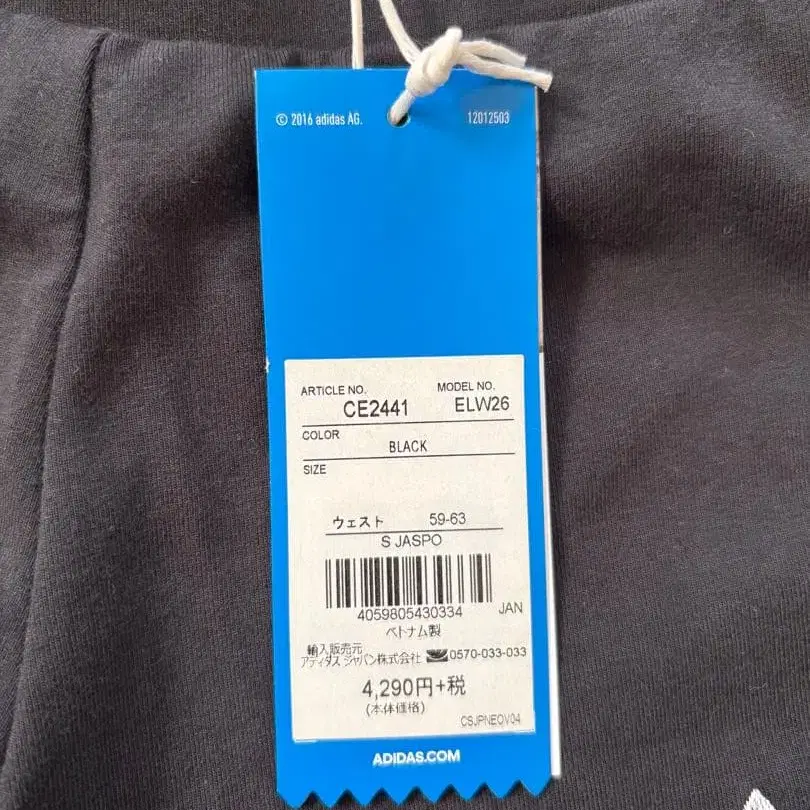 © 2016 adidas AG. 12012503
ARTICLE NO. MODEL NO.
CE2441 ELW26
COLOR
BLACK
SIZE
ウェスト 59-63
S JASPO
4059805430334 JAN
ベトナム製
輸入販売元
アディダス ジャパン株式会社 0570-033-033
4,290円+税
(本体価格)
CSJPNEOV04
ADIDAS.COM